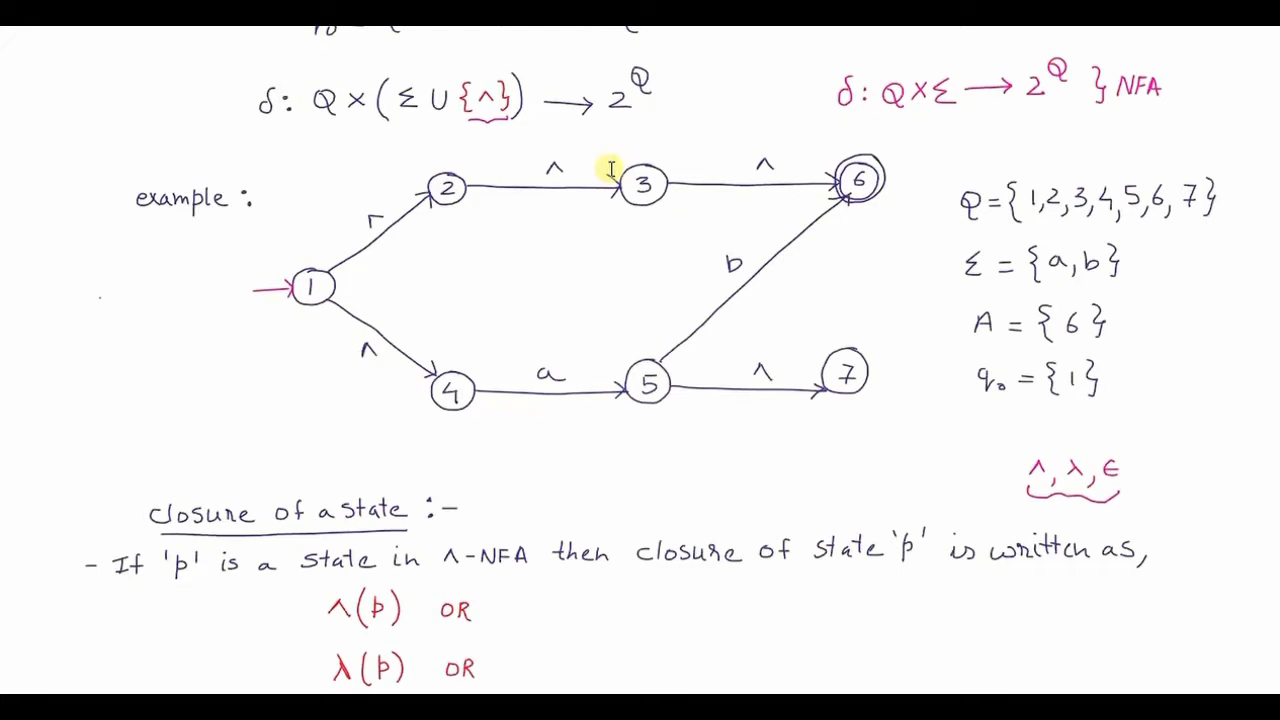 δ: Q × (Σ ∪ {^}) → 2^Q
δ: Q×Σ → 2^Q } NFA
example :
1
r
2
^
3
^
6
^
4
a
5
b
^
7
Q = {1,2,3,4,5,6,7}
Σ = {a,b}
A = {6}
q₀ = {1}
^, λ, ∈
closure of a state :-
- If 'p' is a state in ^-NFA then closure of state 'p' is written as,
^(p) OR
λ(p) OR